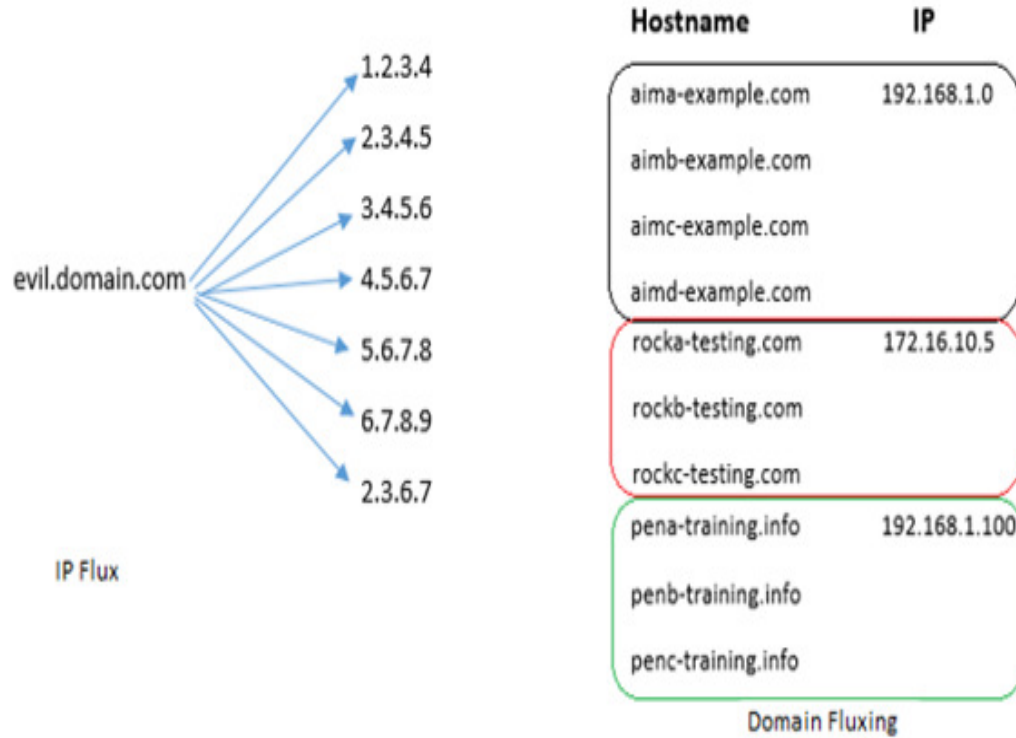 evil.domain.com
1.2.3.4
2.3.4.5
3.4.5.6
4.5.6.7
5.6.7.8
6.7.8.9
2.3.6.7
IP Flux
Hostname IP
aima-example.com 192.168.1.0
aimb-example.com
aimc-example.com
aimd-example.com
rocka-testing.com 172.16.10.5
rockb-testing.com
rockc-testing.com
pena-training.info 192.168.1.100
penb-training.info
penc-training.info
Domain Fluxing